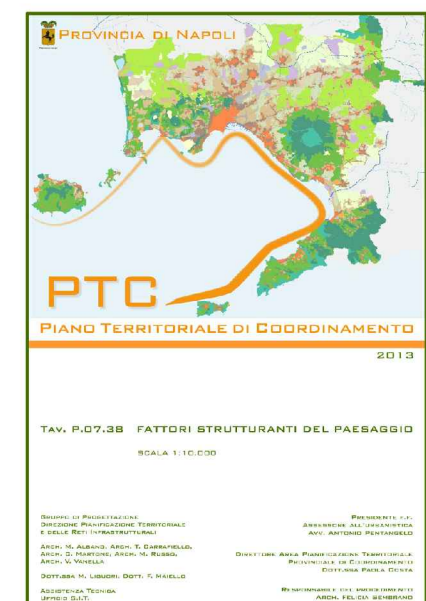 PROVINCIA DI NAPOLI
PTC
PIANO TERRITORIALE DI COORDINAMENTO
2013
TAV. P.07.38 FATTORI STRUTTURANTI DEL PAESAGGIO
SCALA 1:10.000
GRUPPO DI PROGETTAZIONE
DIREZIONE PIANIFICAZIONE TERRITORIALE
E DELLE RETI INFRASTRUTTURALI
ARCH. M. ALBANO, ARCH. T. CARRAFIELLO,
ARCH. G. MARTONE, ARCH. M. RUSSO,
ARCH. V. VANELLA
DOTT.SSA M. LIGUORI, DOTT. F. MAIELLO
ASSISTENZA TECNICA
UFFICIO S.I.T.
PRESIDENTE F.F.
ASSESSORE ALL'URBANISTICA
AVV. ANTONIO PENTANGELO
DIRETTORE AREA PIANIFICAZIONE TERRITORIALE
PROVINCIALE DI COORDINAMENTO
DOTT.SSA PAOLA COSTA
RESPONSABILE DEL PROCEDIMENTO
ARCH. FELICIA SEMBRANO